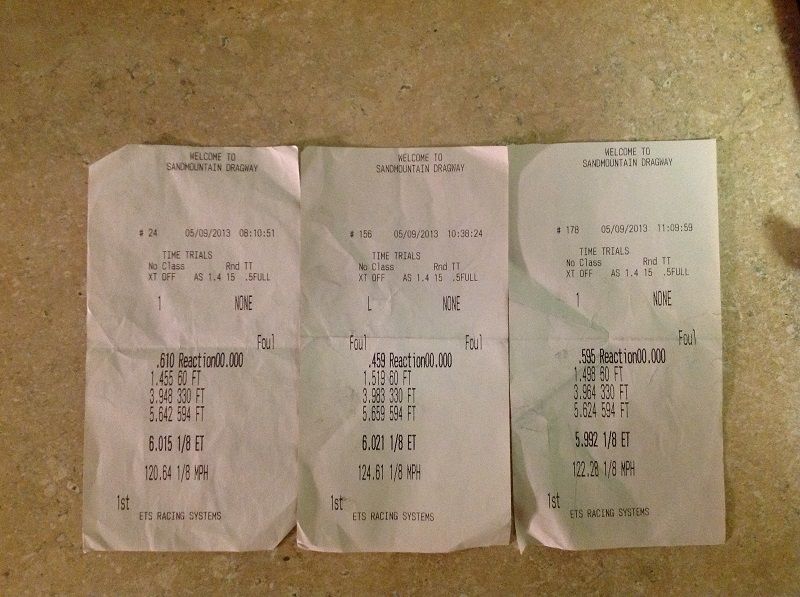 WELCOME TO
SANDMOUNTAIN DRAGWAY
# 24 05/09/2013 08:10:51
TIME TRIALS
No Class Rnd TT
XT OFF AS 1.4 15 .5FULL
1 NONE
Foul
.610 Reaction00.000
1.455 60 FT
3.948 330 FT
5.642 594 FT
6.015 1/8 ET
120.64 1/8 MPH
1st
ETS RACING SYSTEMS
WELCOME TO
SANDMOUNTAIN DRAGWAY
# 156 05/09/2013 10:38:24
TIME TRIALS
No Class Rnd TT
XT OFF AS 1.4 15 .5FULL
L NONE
Foul Foul
.459 Reaction00.000
1.519 60 FT
3.983 330 FT
5.659 594 FT
6.021 1/8 ET
124.61 1/8 MPH
1st
ETS RACING SYSTEMS
WELCOME TO
SANDMOUNTAIN DRAGWAY
# 178 05/09/2013 11:09:59
TIME TRIALS
No Class Rnd TT
XT OFF AS 1.4 15 .5FULL
1 NONE
Foul
.595 Reaction00.000
1.498 60 FT
3.964 330 FT
5.624 594 FT
5.992 1/8 ET
122.28 1/8 MPH
1st
ETS RACING SYSTEMS